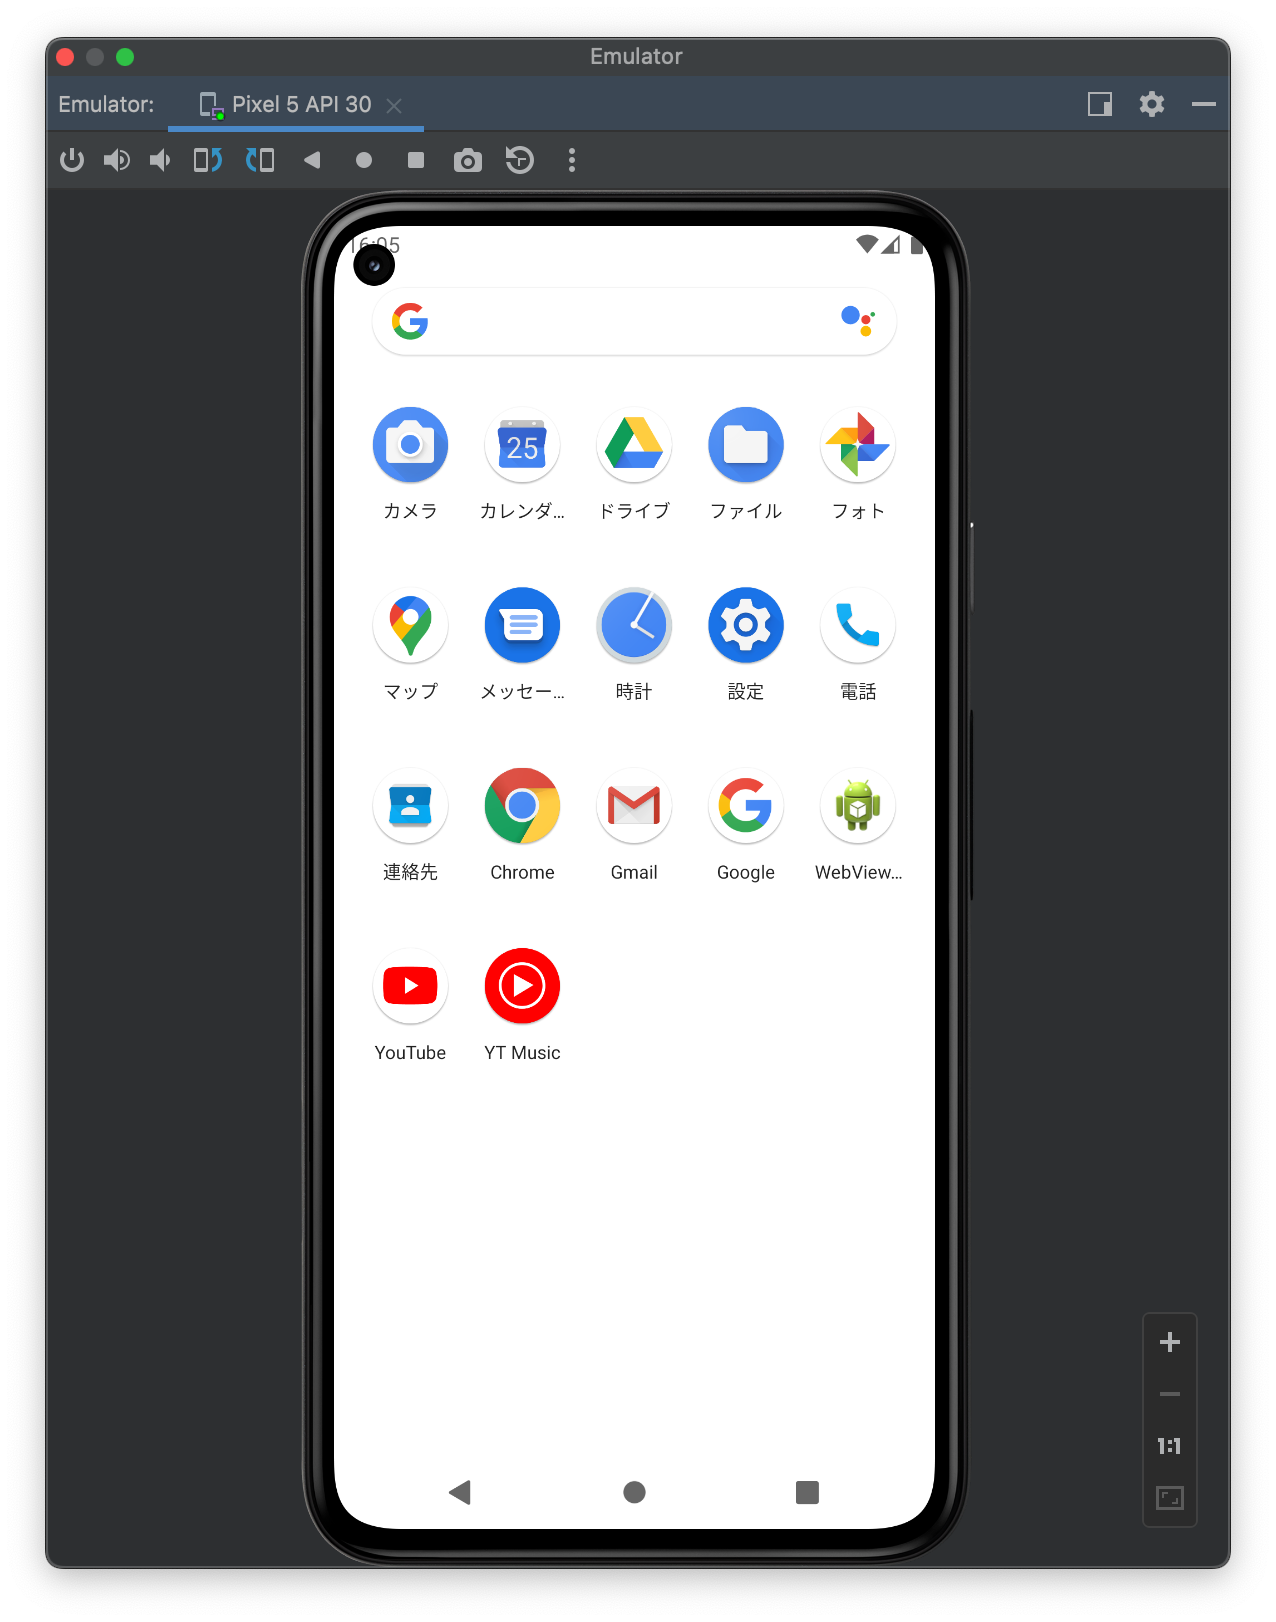 Emulator
Emulator: Pixel 5 API 30
16:05
カメラ
カレンダ...
ドライブ
ファイル
フォト
マップ
メッセー...
時計
設定
電話
連絡先
Chrome
Gmail
Google
WebView...
YouTube
YT Music
25
1:1